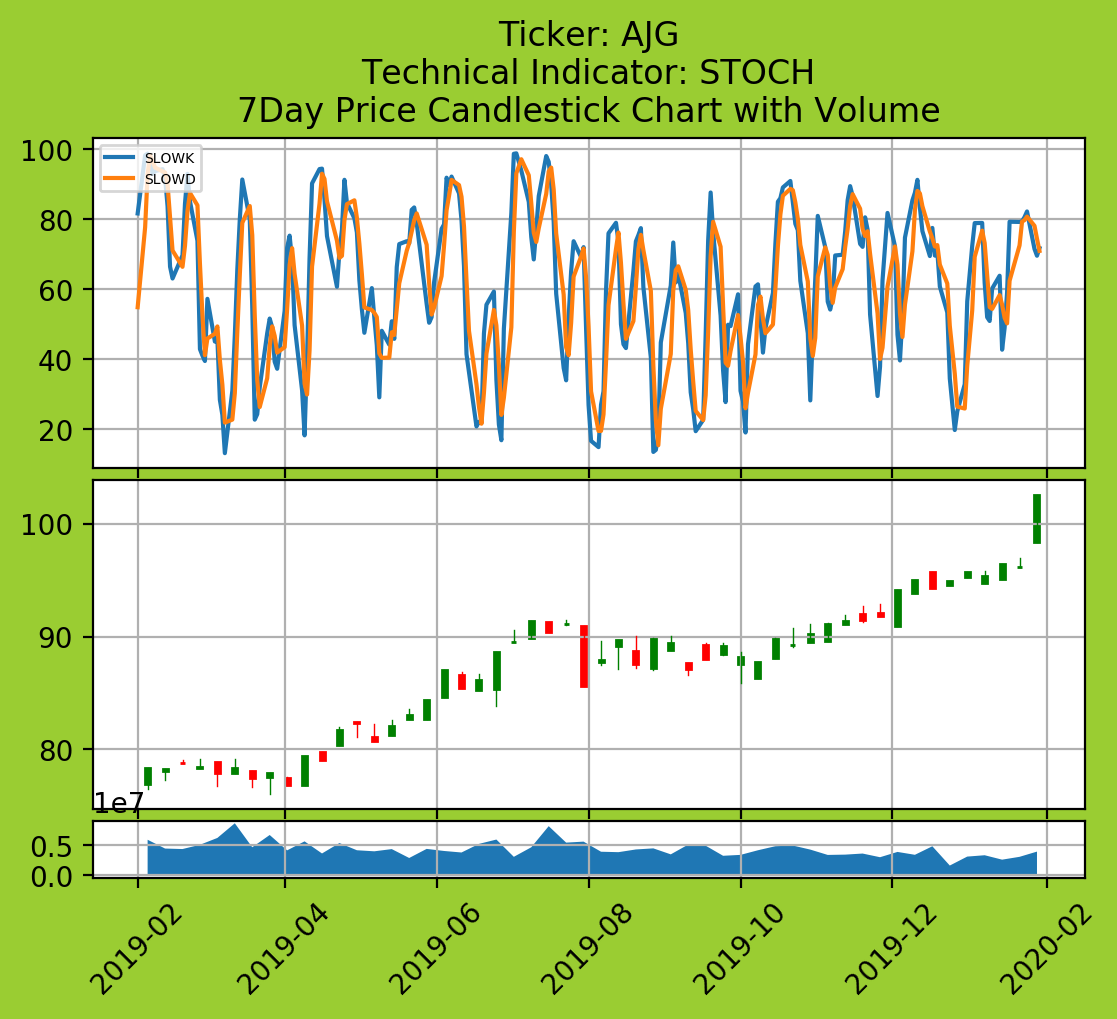 Ticker: AJG
Technical Indicator: STOCH
7Day Price Candlestick Chart with Volume
100
80
60
40
20
SLOWK
SLOWD
100
90
80
1e7
0.5
0.0
2019-02
2019-04
2019-06
2019-08
2019-10
2019-12
2020-02